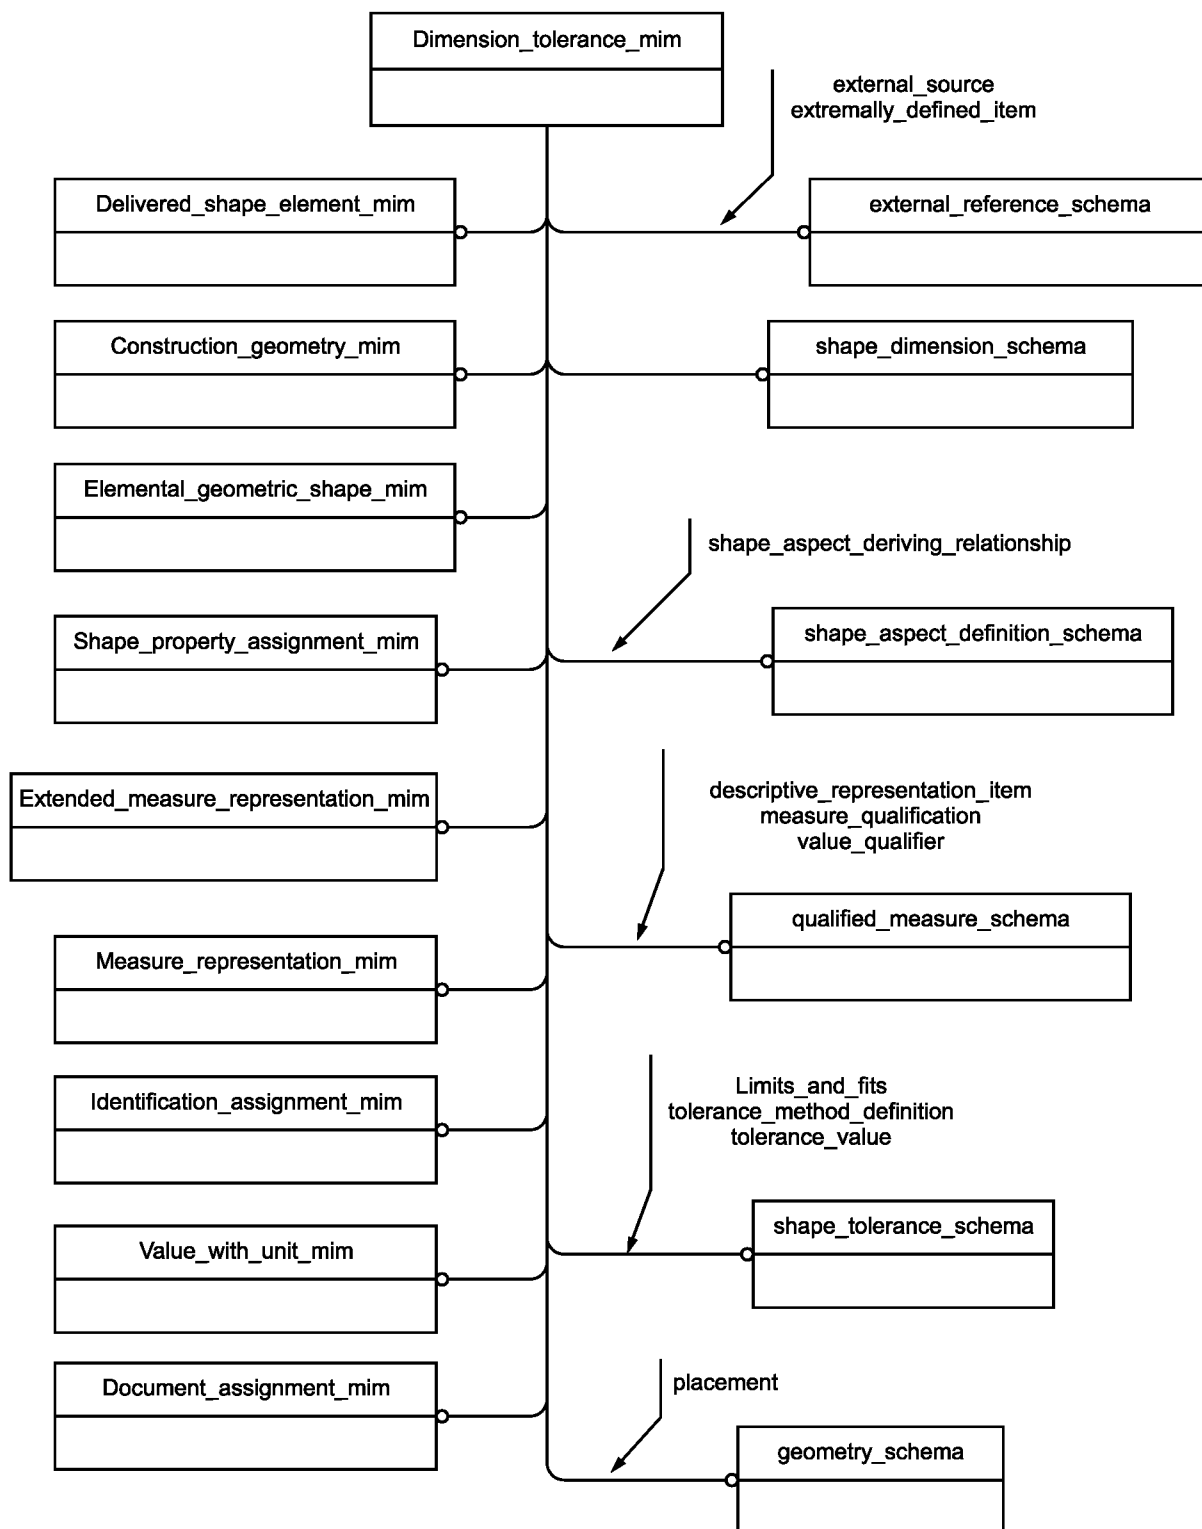 Dimension_tolerance_mim
external_source
extremally_defined_item
Delivered_shape_element_mim
external_reference_schema
Construction_geometry_mim
shape_dimension_schema
Elemental_geometric_shape_mim
shape_aspect_deriving_relationship
Shape_property_assignment_mim
shape_aspect_definition_schema
Extended_measure_representation_mim
descriptive_representation_item
measure_qualification
value_qualifier
qualified_measure_schema
Measure_representation_mim
Identification_assignment_mim
Limits_and_fits
tolerance_method_definition
tolerance_value
shape_tolerance_schema
Value_with_unit_mim
Document_assignment_mim
placement
geometry_schema